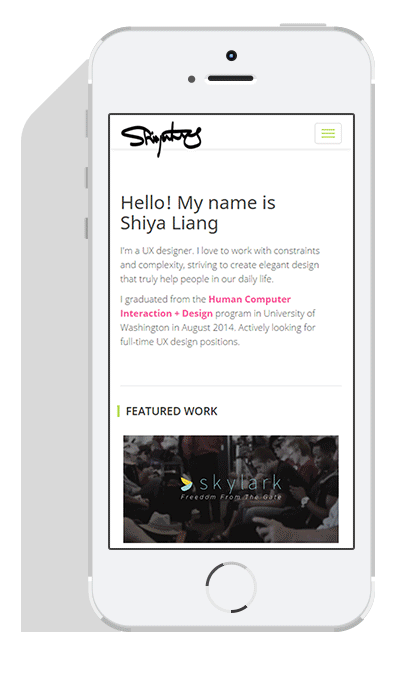 Hello! My name is
Shiya Liang
I'm a UX designer. I love to work with constraints
and complexity, striving to create elegant design
that truly help people in our daily life.
I graduated from the Human Computer
Interaction + Design program in University of
Washington in August 2014. Actively looking for
full-time UX design positions.
FEATURED WORK
skylark
Freedom From The Gate